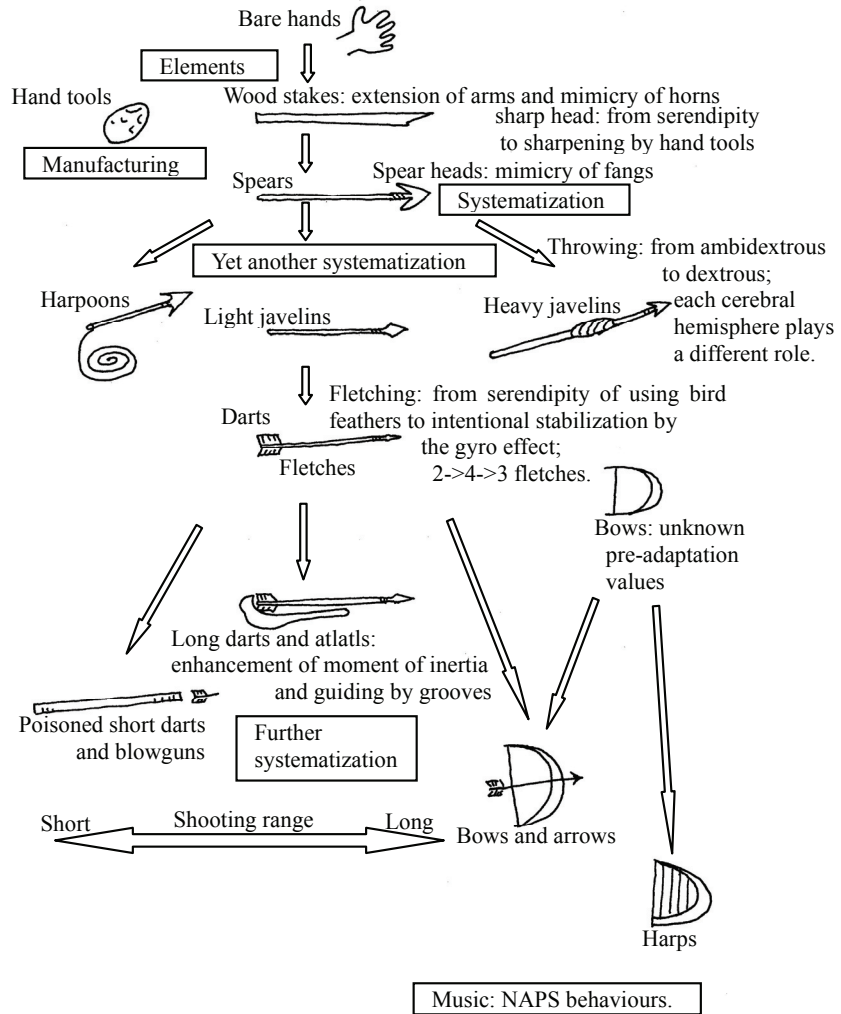 Bare hands
Elements
Hand tools
Wood stakes: extension of arms and mimicry of horns
sharp head: from serendipity
to sharpening by hand tools
Manufacturing
Spear heads: mimicry of fangs
Spears
Systematization
Throwing: from ambidextrous
to dextrous;
each cerebral
hemisphere plays
a different role.
Yet another systematization
Harpoons
Light javelins
Heavy javelins
Fletching: from serendipity of using bird
feathers to intentional stabilization by
the gyro effect;
2->4->3 fletches.
Darts
Fletches
Bows: unknown
pre-adaptation
values
Long darts and atlatls:
enhancement of moment of inertia
and guiding by grooves
Poisoned short darts
and blowguns
Further
systematization
Short
Shooting range
Long
Bows and arrows
Harps
Music: NAPS behaviours.